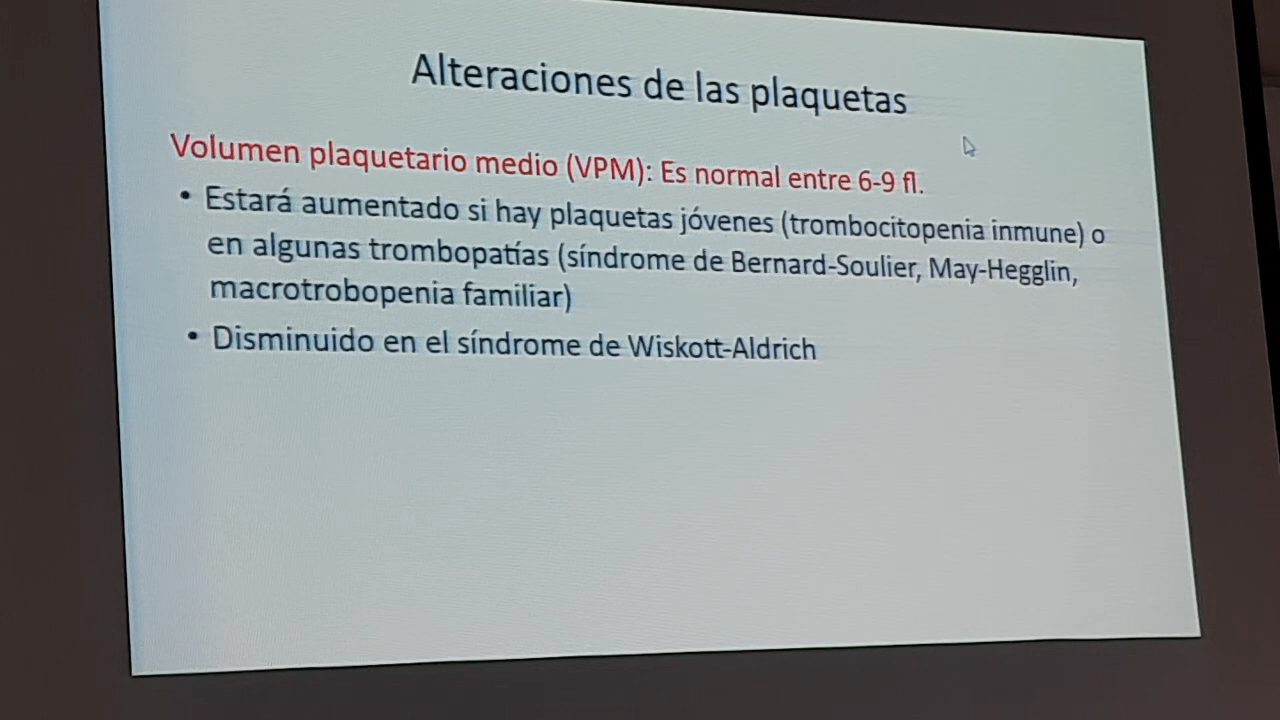 Alteraciones de las plaquetas
Volumen plaquetario medio (VPM): Es normal entre 6-9 fl.
• Estará aumentado si hay plaquetas jóvenes (trombocitopenia inmune) o
en algunas trombopatías (síndrome de Bernard-Soulier, May-Hegglin,
macrotrobopenia familiar)
• Disminuido en el síndrome de Wiskott-Aldrich